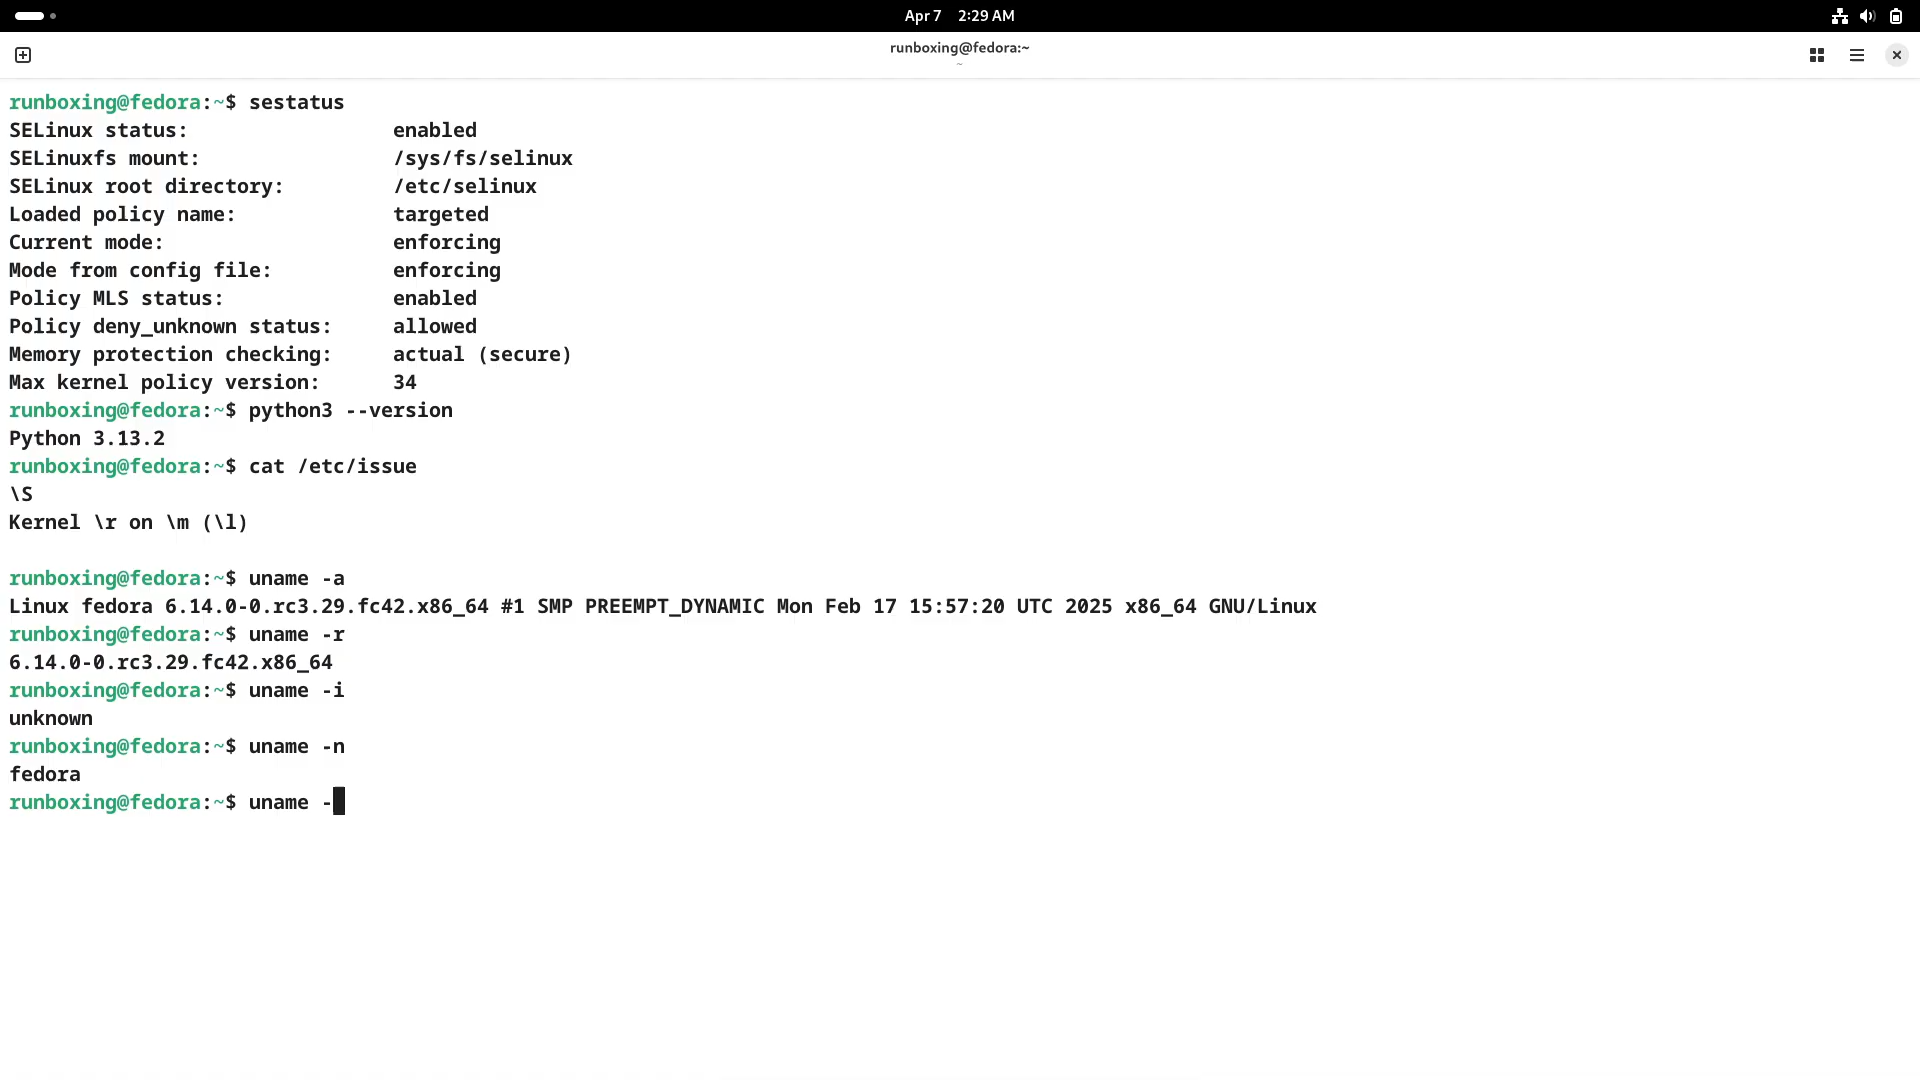 Apr 7 2:29 AM
runboxing@fedora:~
~
runboxing@fedora:~$ sestatus
SELinux status: enabled
SELinuxfs mount: /sys/fs/selinux
SELinux root directory: /etc/selinux
Loaded policy name: targeted
Current mode: enforcing
Mode from config file: enforcing
Policy MLS status: enabled
Policy deny_unknown status: allowed
Memory protection checking: actual (secure)
Max kernel policy version: 34
runboxing@fedora:~$ python3 --version
Python 3.13.2
runboxing@fedora:~$ cat /etc/issue
\S
Kernel \r on \m (\l)
runboxing@fedora:~$ uname -a
Linux fedora 6.14.0-0.rc3.29.fc42.x86_64 #1 SMP PREEMPT_DYNAMIC Mon Feb 17 15:57:20 UTC 2025 x86_64 GNU/Linux
runboxing@fedora:~$ uname -r
6.14.0-0.rc3.29.fc42.x86_64
runboxing@fedora:~$ uname -i
unknown
runboxing@fedora:~$ uname -n
fedora
runboxing@fedora:~$ uname -